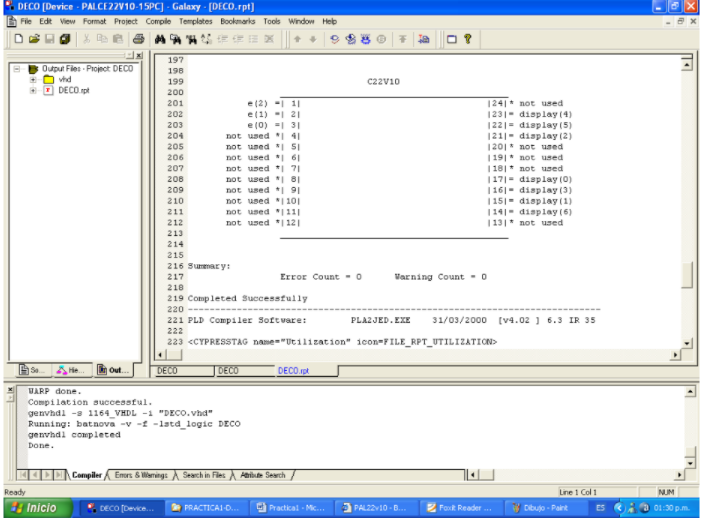 DECO [Device - PALCE22V10-15PC] - Galaxy - [DECO.rpt]
File Edit View Format Project Compile Templates Bookmarks Tools Window Help
Output Files - Project: DECO
vhd
DECO.rpt
197
198
199 C22V10
200
201 e(2) =| 1| |24|* not used
202 e(1) =| 2| |23|= display(4)
203 e(0) =| 3| |22|= display(5)
204 not used *| 4| |21|= display(2)
205 not used *| 5| |20|* not used
206 not used *| 6| |19|* not used
207 not used *| 7| |18|* not used
208 not used *| 8| |17|= display(0)
209 not used *| 9| |16|= display(3)
210 not used *|10| |15|= display(1)
211 not used *|11| |14|= display(6)
212 not used *|12| |13|* not used
213
214
215
216 Summary:
217 Error Count = 0 Warning Count = 0
218
219 Completed Successfully
220 ----------------------------------------------------------------------
221 PLD Compiler Software: PLA2JED.EXE 31/03/2000 [v4.02 ] 6.3 IR 35
222
223 <CYPRESSTAG name="Utilization" icon=FILE_RPT_UTILIZATION>
So... Hie... Out... DECO DECO DECO.rpt
WARP done.
Compilation successful.
genvhdl -s 1164_VHDL -i "DECO.vhd"
Running: batnova -v -f -lstd_logic DECO
genvhdl completed
Done.
Compiler Errors & Warnings Search in Files Attribute Search
Ready Line 1 Col 1 NUM
Inicio DECO [Device... PRACTICA1-D... Practica1 - Mic... PAL22v10 - B... Foxit Reader ... Dibujo - Paint ES 01:30 p.m.